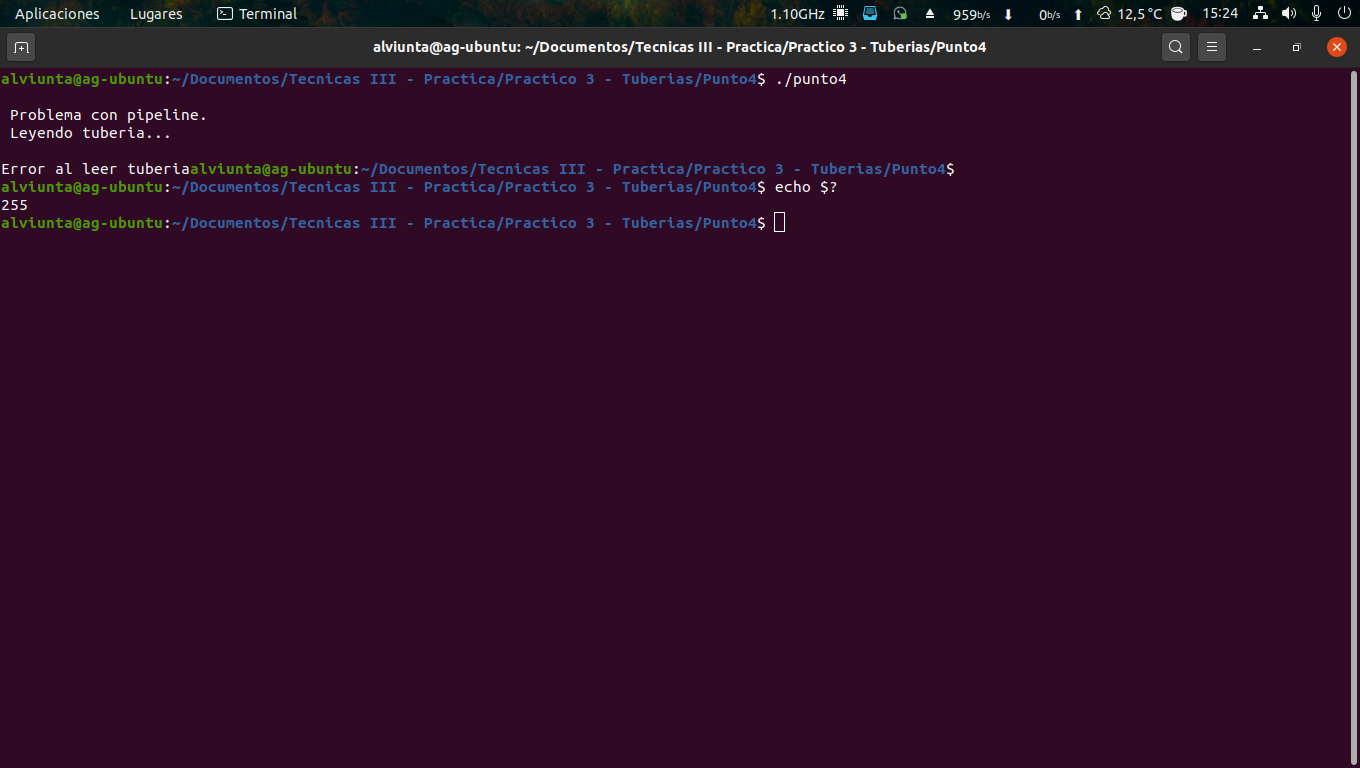 Aplicaciones Lugares Terminal 1.10GHz 959b/s 0b/s 12,5 °C 15:24
alviunta@ag-ubuntu: ~/Documentos/Tecnicas III - Practica/Practico 3 - Tuberias/Punto4
alviunta@ag-ubuntu:~/Documentos/Tecnicas III - Practica/Practico 3 - Tuberias/Punto4$ ./punto4
Problema con pipeline.
Leyendo tuberia...
Error al leer tuberiaalviunta@ag-ubuntu:~/Documentos/Tecnicas III - Practica/Practico 3 - Tuberias/Punto4$
alviunta@ag-ubuntu:~/Documentos/Tecnicas III - Practica/Practico 3 - Tuberias/Punto4$ echo $?
255
alviunta@ag-ubuntu:~/Documentos/Tecnicas III - Practica/Practico 3 - Tuberias/Punto4$